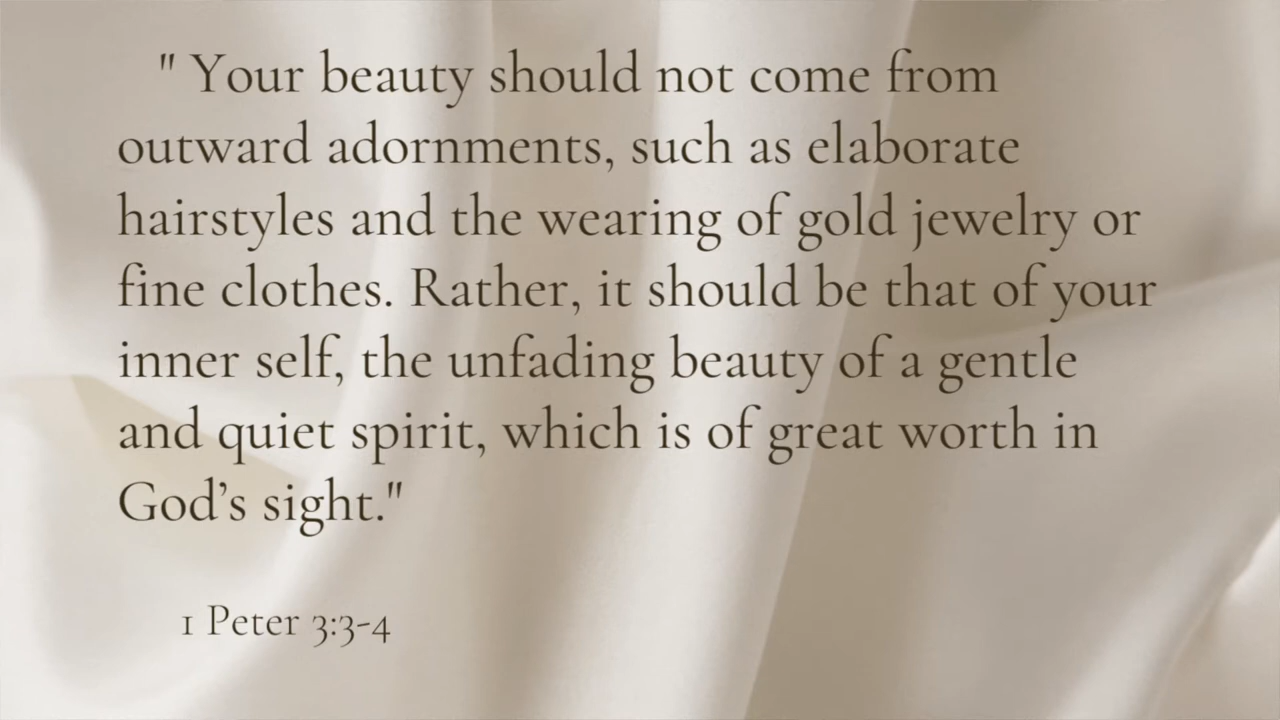 " Your beauty should not come from
outward adornments, such as elaborate
hairstyles and the wearing of gold jewelry or
fine clothes. Rather, it should be that of your
inner self, the unfading beauty of a gentle
and quiet spirit, which is of great worth in
God’s sight."
1 Peter 3:3-4